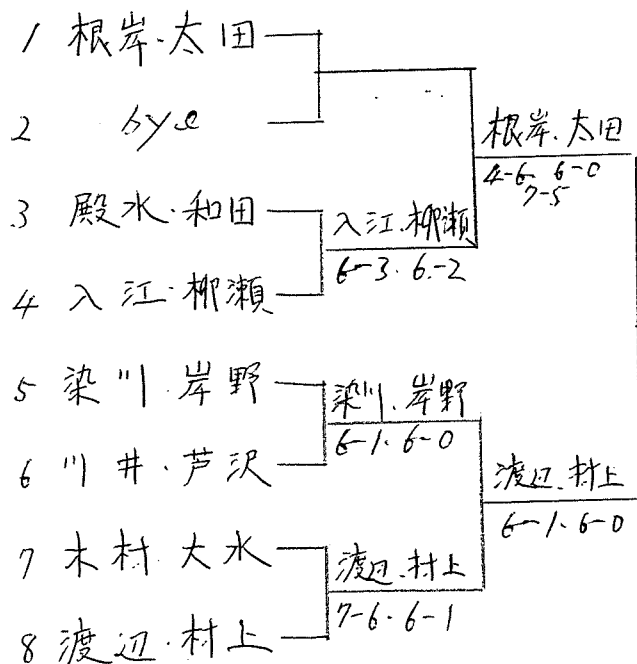 1 根岸・太田
2 bye
根岸・太田
4-6 6-0
7-5
3 殿水・和田
入江・柳瀬
6-3・6-2
4 入江・柳瀬
5 染川・岸野
染川・岸野
6-1・6-0
6 川井・芦沢
渡辺・村上
6-1・6-0
7 木村 大水
渡辺・村上
7-6・6-1
8 渡辺・村上